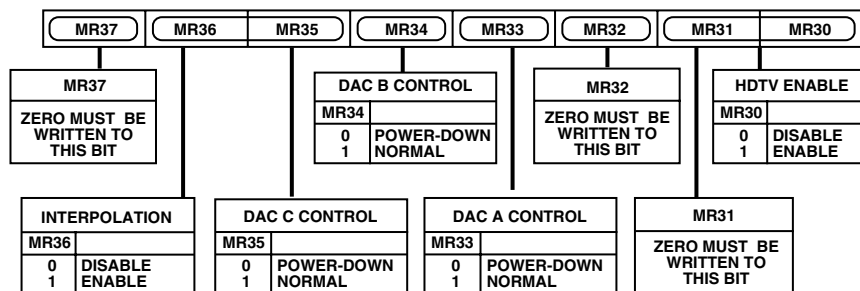 MR37 MR36 MR35 MR34 MR33 MR32 MR31 MR30
MR37
ZERO MUST BE
WRITTEN TO
THIS BIT
DAC B CONTROL
MR34
0 POWER-DOWN
1 NORMAL
MR32
ZERO MUST BE
WRITTEN TO
THIS BIT
HDTV ENABLE
MR30
0 DISABLE
1 ENABLE
INTERPOLATION
MR36
0 DISABLE
1 ENABLE
DAC C CONTROL
MR35
0 POWER-DOWN
1 NORMAL
DAC A CONTROL
MR33
0 POWER-DOWN
1 NORMAL
MR31
ZERO MUST BE
WRITTEN TO
THIS BIT